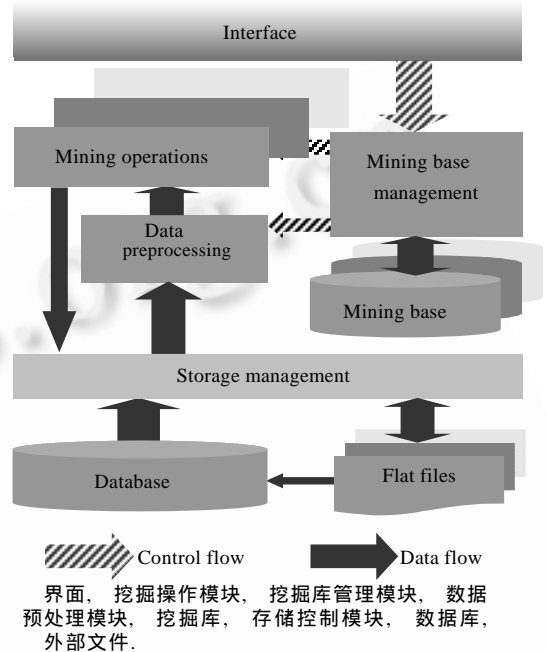 Interface
Mining operations
Mining base
management
Data
preprocessing
Mining base
Storage management
Database
Flat files
Control flow
Data flow
界面, 挖掘操作模块, 挖掘库管理模块, 数据
预处理模块, 挖掘库, 存储控制模块, 数据库,
外部文件.